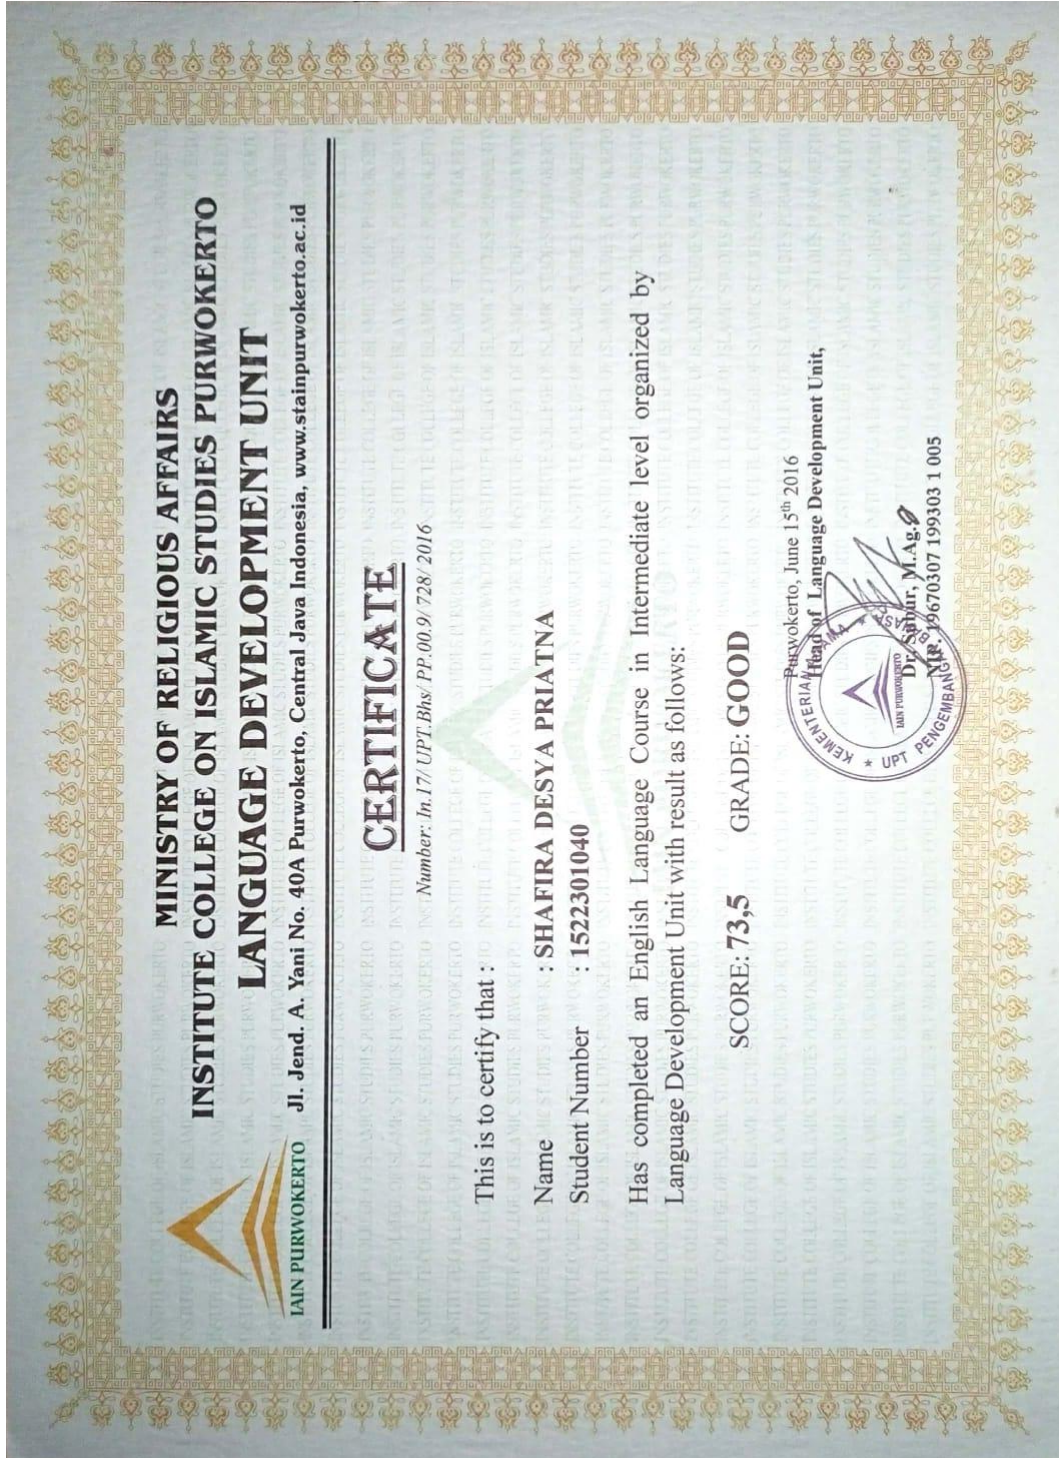 MINISTRY OF RELIGIOUS AFFAIRS
INSTITUTE COLLEGE ON ISLAMIC STUDIES PURWOKERTO
LANGUAGE DEVELOPMENT UNIT
IAIN PURWOKERTO
Jl. Jend. A. Yani No. 40A Purwokerto, Central Java Indonesia, www.stainpurwokerto.ac.id
CERTIFICATE
Number: In.17/ UPT.Bhs/ PP.00.9/ 728/ 2016
This is to certify that :
Name : SHAFIRA DESYA PRIATNA
Student Number : 1522301040
Has completed an English Language Course in Intermediate level organized by
Language Development Unit with result as follows:
SCORE: 73,5 GRADE: GOOD
Purwokerto, June 15th 2016
Head of Language Development Unit,
KEMENTERIAN AGAMA
IAIN PURWOKERTO
UPT PENGEMBANGAN BAHASA
Dr. Subur, M.Ag.
NIP. 19670307 199303 1 005